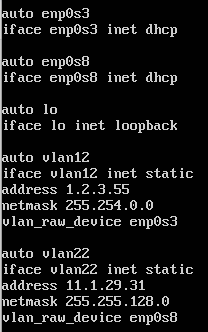 auto enp0s3
iface enp0s3 inet dhcp
auto enp0s8
iface enp0s8 inet dhcp
auto lo
iface lo inet loopback
auto vlan12
iface vlan12 inet static
address 1.2.3.55
netmask 255.254.0.0
vlan_raw_device enp0s3
auto vlan22
iface vlan22 inet static
address 11.1.29.31
netmask 255.255.128.0
vlan_raw_device enp0s8